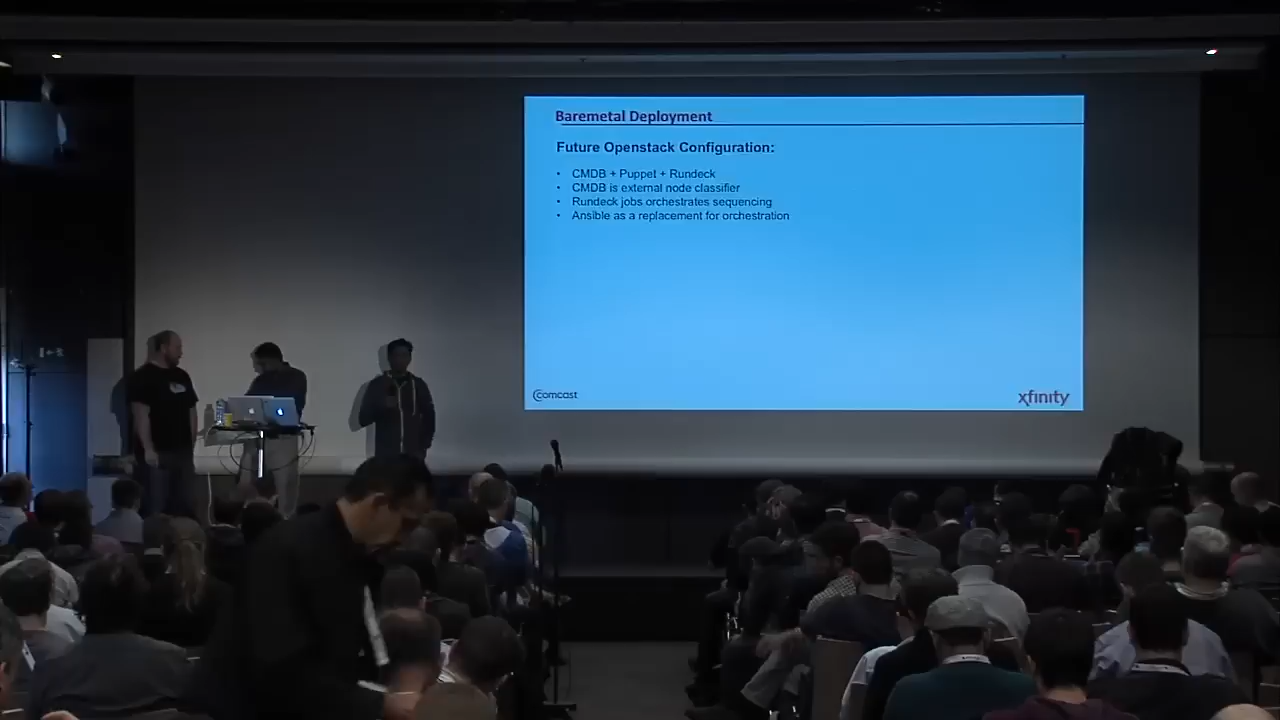 Baremetal Deployment
Future Openstack Configuration:
• CMDB + Puppet + Rundeck
• CMDB is external node classifier
• Rundeck jobs orchestrates sequencing
• Ansible as a replacement for orchestration
Comcast
xfinity